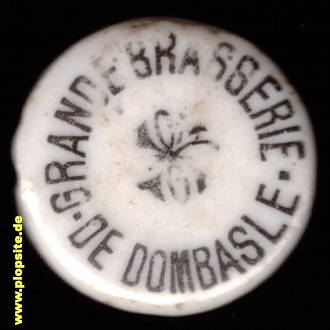 GRANDE BRASSERIE
· DE DOMBASLE ·
www.plopsite.de